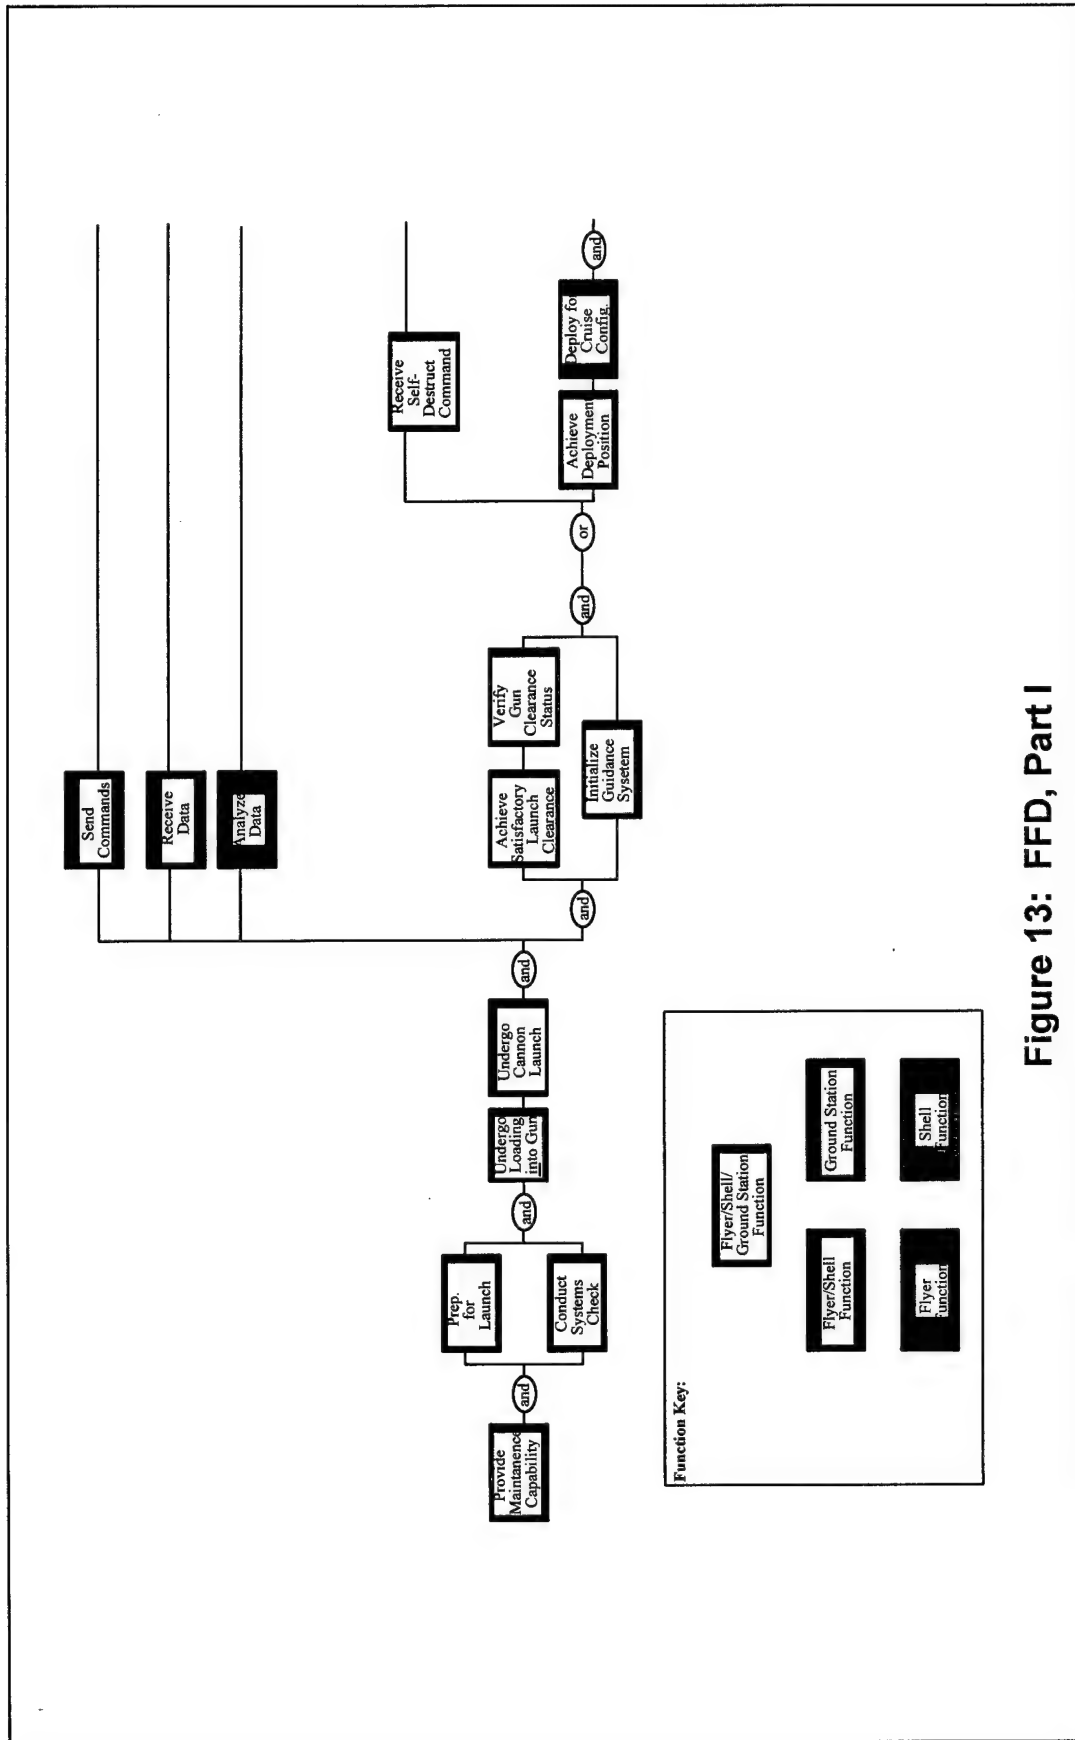 Provide
Maintanence
Capability
and
Prep.
for
Launch
Conduct
Systems
Check
and
Undergo
Loading
into Gun
Undergo
Cannon
Launch
and
Send
Commands
Receive
Data
Analyze
Data
and
Achieve
Satisfactory
Launch
Clearance
Verify
Gun
Clearance
Status
Initialize
Guidance
Sysetem
and
or
Receive
Self-
Destruct
Command
Achieve
Deployment
Position
Deploy for
Cruise
Config.
and
Function Key:
Flyer/Shell/
Ground Station
Function
Flyer/Shell
Function
Ground Station
Function
Flyer
Function
Shell
Function
Figure 13: FFD, Part I